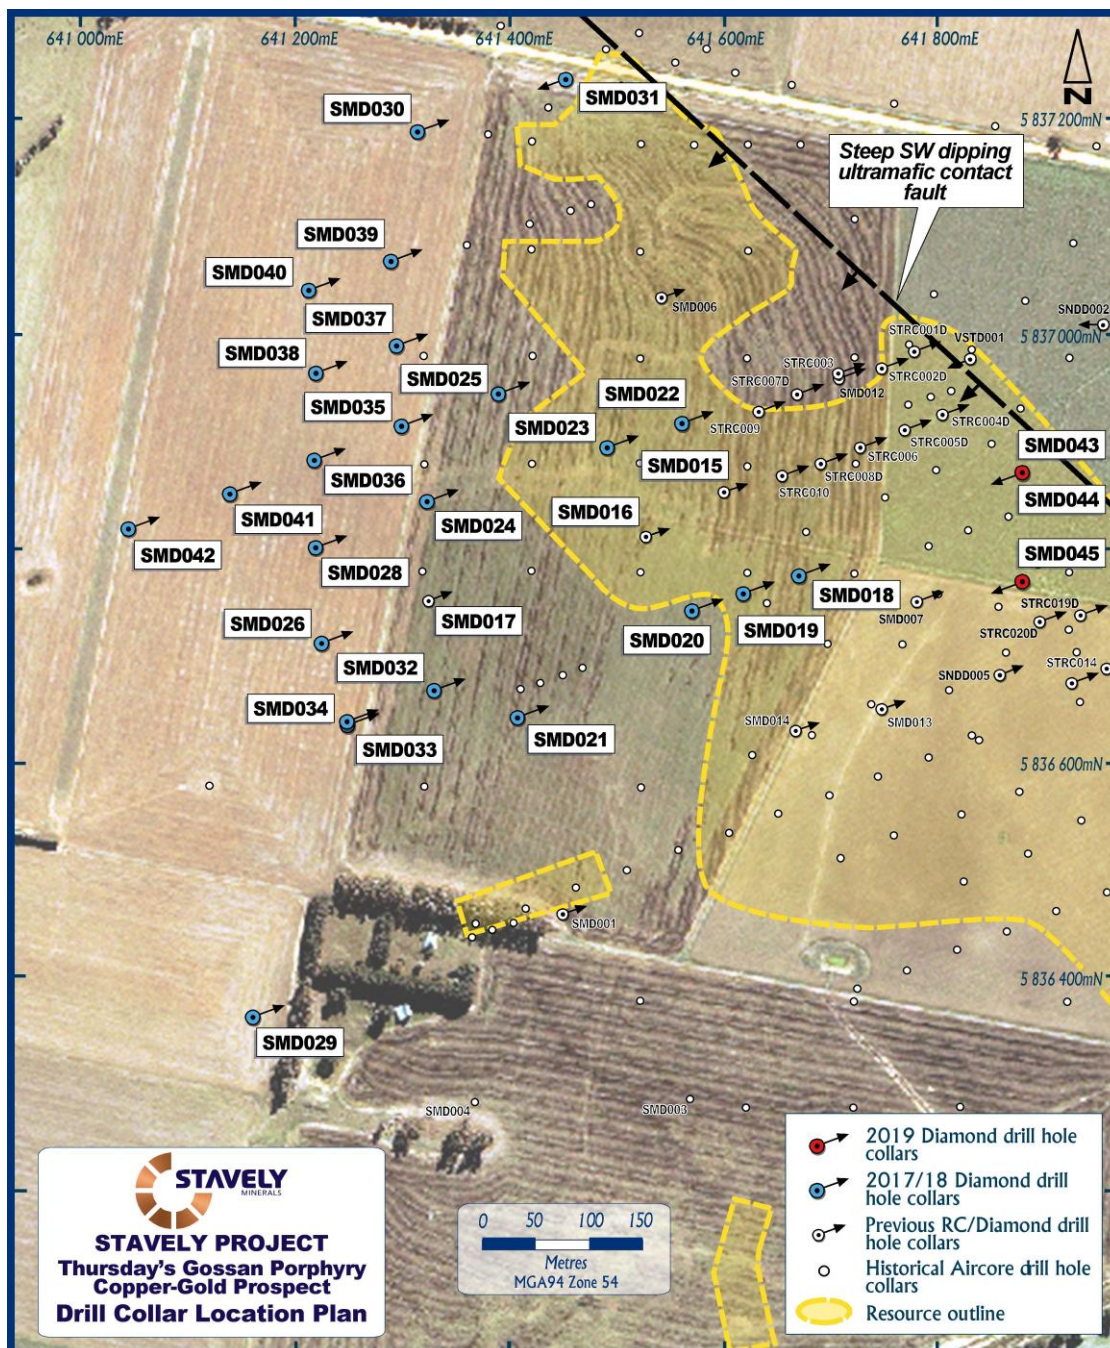 641 000mE
641 200mE
641 400mE
641 600mE
641 800mE
N
SMD030
SMD031
5 837 200mN
Steep SW dipping
ultramafic contact
fault
SMD039
SMD040
SMD006
SNDD002
SMD037
STRC001D
VSTD001
5 837 000mN
SMD038
STRC003
STRC002D
SMD025
STRC007D
SMD012
SMD022
SMD035
STRC009
STRC004D
SMD023
STRC005D
SMD043
SMD015
STRC006
SMD036
STRC008D
STRC010
SMD044
SMD041
SMD024
SMD016
SMD042
SMD028
SMD045
SMD018
SMD017
SMD019
SMD007
STRC019D
SMD026
SMD020
STRC020D
SMD032
SNDD005
STRC014
SMD034
SMD033
SMD021
SMD014
SMD013
5 836 600mN
SMD001
5 836 400mN
SMD029
SMD004
SMD003
STAVELY
MINERALS
STAVELY PROJECT
Thursday's Gossan Porphyry
Copper-Gold Prospect
Drill Collar Location Plan
0 50 100 150
Metres
MGA94 Zone 54
2019 Diamond drill hole
collars
2017/18 Diamond drill
hole collars
Previous RC/Diamond drill
hole collars
Historical Aircore drill hole
collars
Resource outline